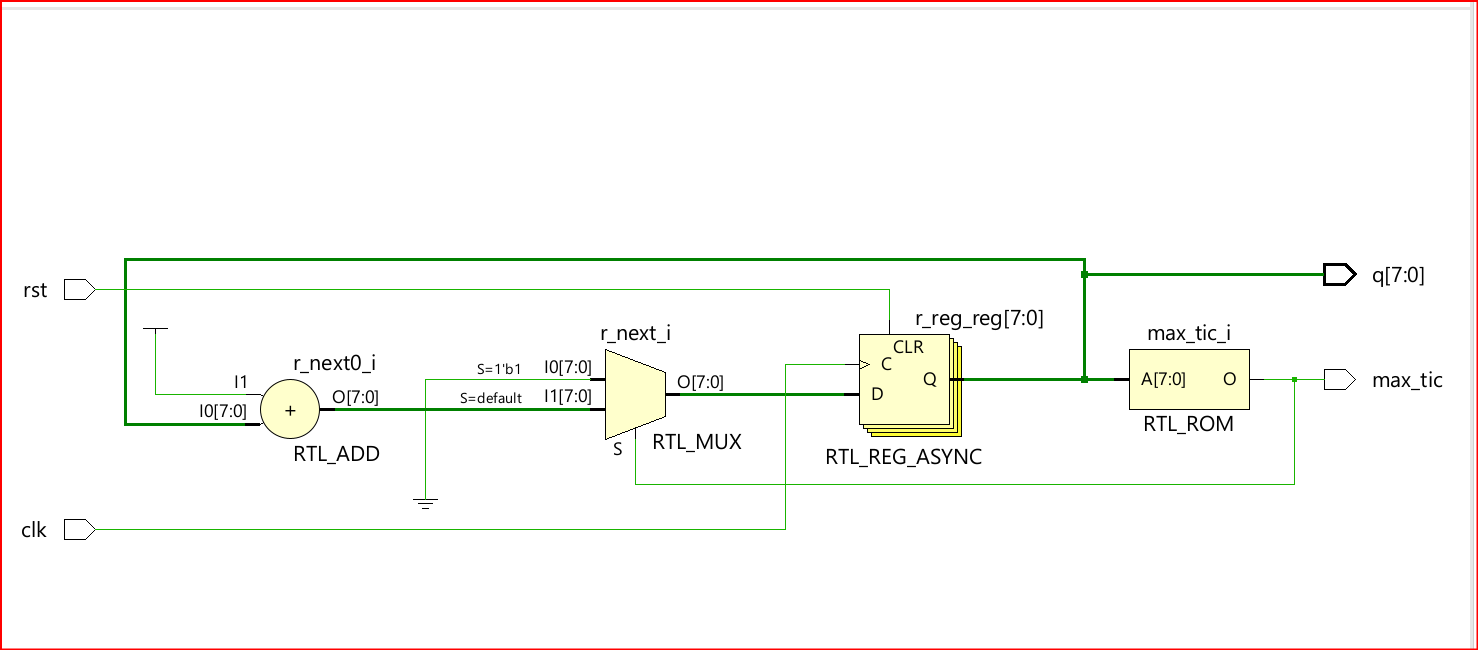 q[7:0]
rst
r_reg_reg[7:0]
r_next_i
max_tic_i
CLR
r_next0_i
S=1'b1
I0[7:0]
C
I1
O[7:0]
Q
A[7:0]
O
max_tic
O[7:0]
S=default
I1[7:0]
D
I0[7:0]
+
RTL_ROM
S
RTL_MUX
RTL_ADD
RTL_REG_ASYNC
clk